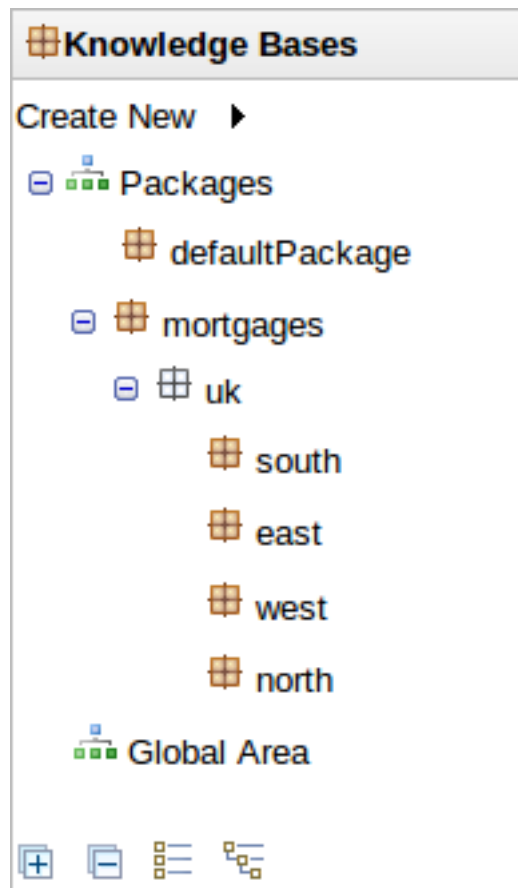 Knowledge Bases
Create New
Packages
defaultPackage
mortgages
uk
south
east
west
north
Global Area